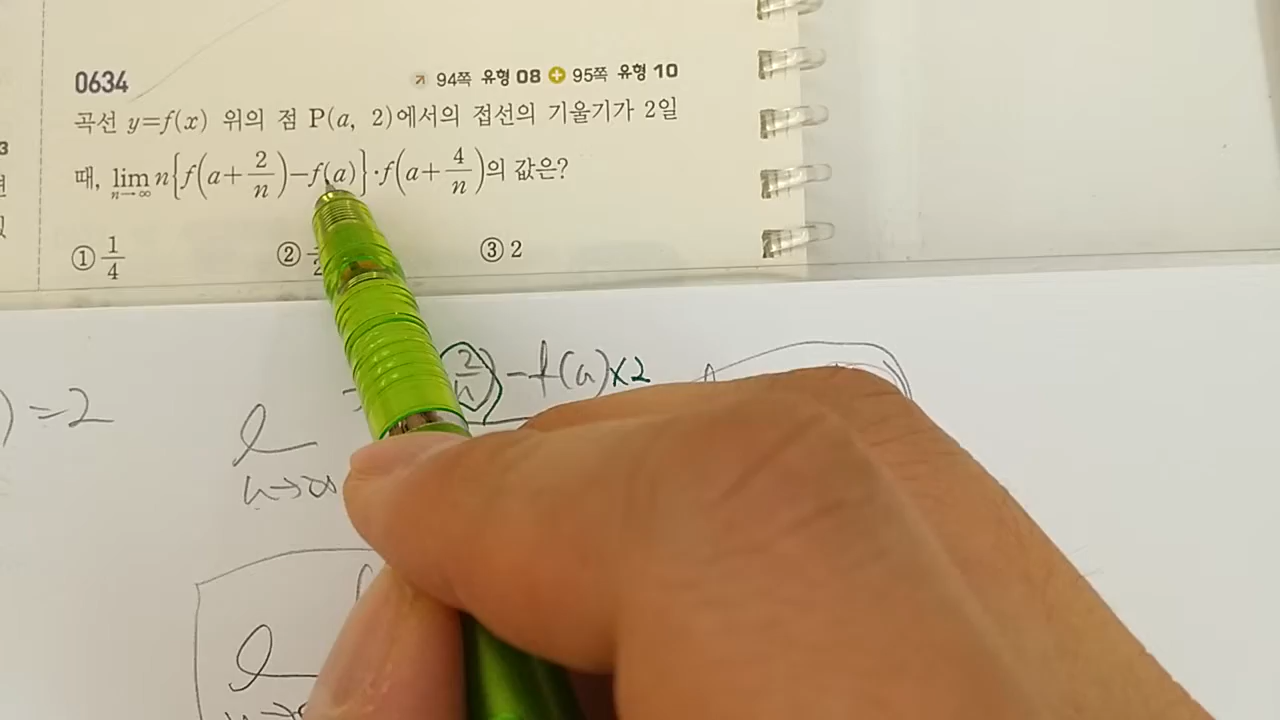 0634
94쪽 유형 08 + 95쪽 유형 10
곡선 y=f(x) 위의 점 P(a, 2)에서의 접선의 기울기가 2일
때, lim n→∞ n{f(a+2/n)-f(a)}·f(a+4/n)의 값은?
① 1/4 ② ③ 2
2/n) -f(a)×2
)=2
n→∞